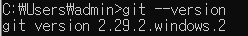 C:₩Users₩admin>git --version
git version 2.29.2.windows.2